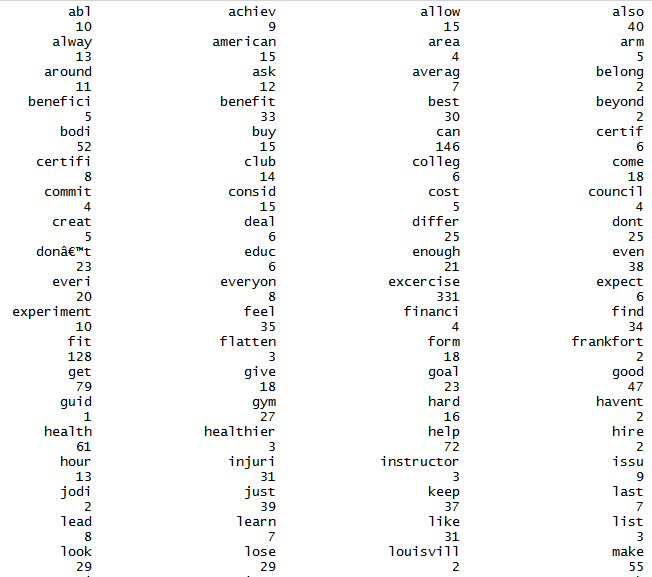 abl achiev allow also
10 9 15 40
alway american area arm
13 15 4 5
around ask averag belong
11 12 7 2
benefici benefit best beyond
5 33 30 2
bodi buy can certif
52 15 146 6
certifi club colleg come
8 14 6 18
commit consid cost council
4 15 5 4
creat deal differ dont
5 6 25 25
donâ€™t educ enough even
23 6 21 38
everi everyon excercise expect
20 8 331 6
experiment feel financi find
10 35 4 34
fit flatten form frankfort
128 3 18 2
get give goal good
79 18 23 47
guid gym hard havent
1 27 16 2
health healthier help hire
61 3 72 2
hour injuri instructor issu
13 31 3 9
jodi just keep last
2 39 37 7
lead learn like list
8 7 31 3
look lose louisvill make
29 29 2 55